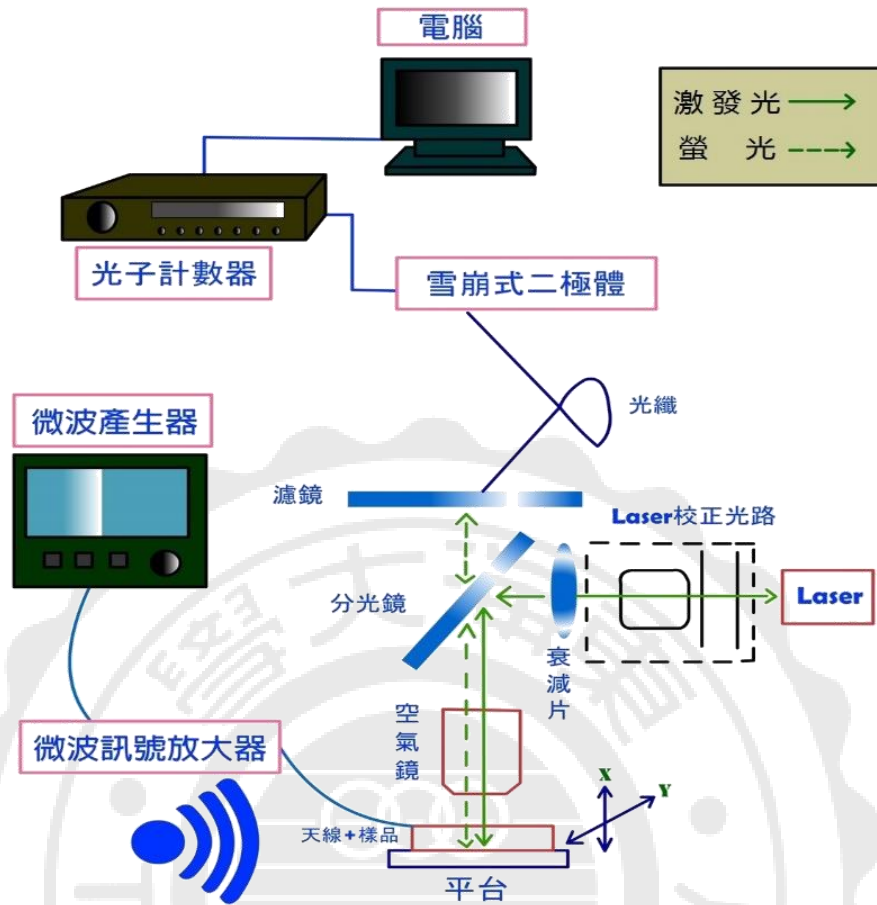 電腦
激發光
螢 光
光子計數器
雪崩式二極體
光纖
微波產生器
濾鏡
Laser校正光路
分光鏡
Laser
衰減片
空氣鏡
微波訊號放大器
X
Y
天線+樣品
平台